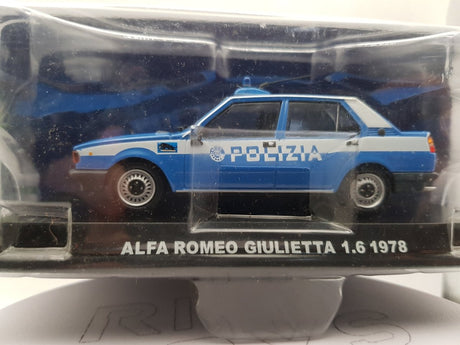 POLIZIA
ALFA ROMEO GIULIETTA 1.6 1978